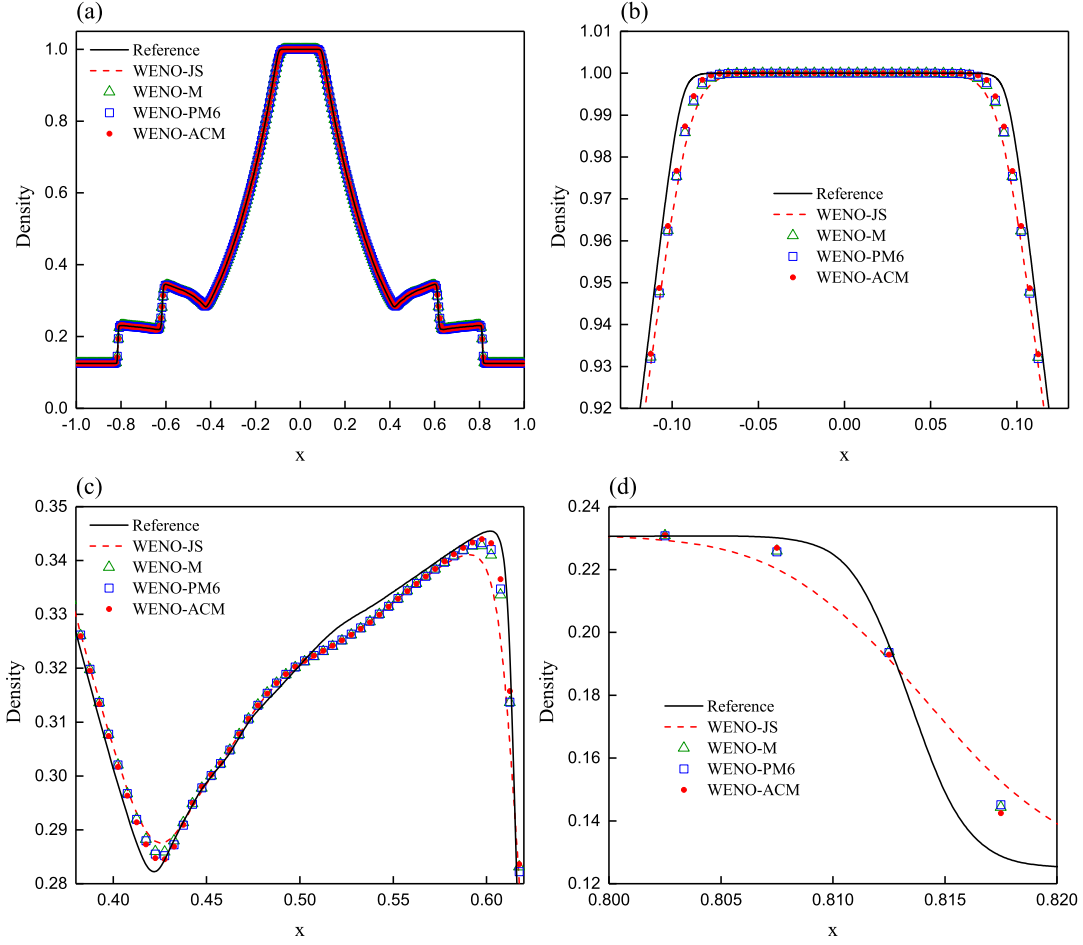 (a)
Reference
WENO-JS
WENO-M
WENO-PM6
WENO-ACM
1.0
0.8
0.6
0.4
0.2
0.0
-1.0 -0.8 -0.6 -0.4 -0.2 0.0 0.2 0.4 0.6 0.8 1.0
Density
x
(b)
Reference
WENO-JS
WENO-M
WENO-PM6
WENO-ACM
1.00
0.99
0.98
0.97
0.96
0.95
0.94
0.93
0.92
-0.10 -0.05 0.00 0.05 0.10
Density
x
(c)
Reference
WENO-JS
WENO-M
WENO-PM6
WENO-ACM
0.35
0.34
0.33
0.32
0.31
0.30
0.29
0.28
0.40 0.45 0.50 0.55 0.60
Density
x
(d)
Reference
WENO-JS
WENO-M
WENO-PM6
WENO-ACM
0.24
0.22
0.20
0.18
0.16
0.14
0.12
0.800 0.805 0.810 0.815 0.820
Density
x